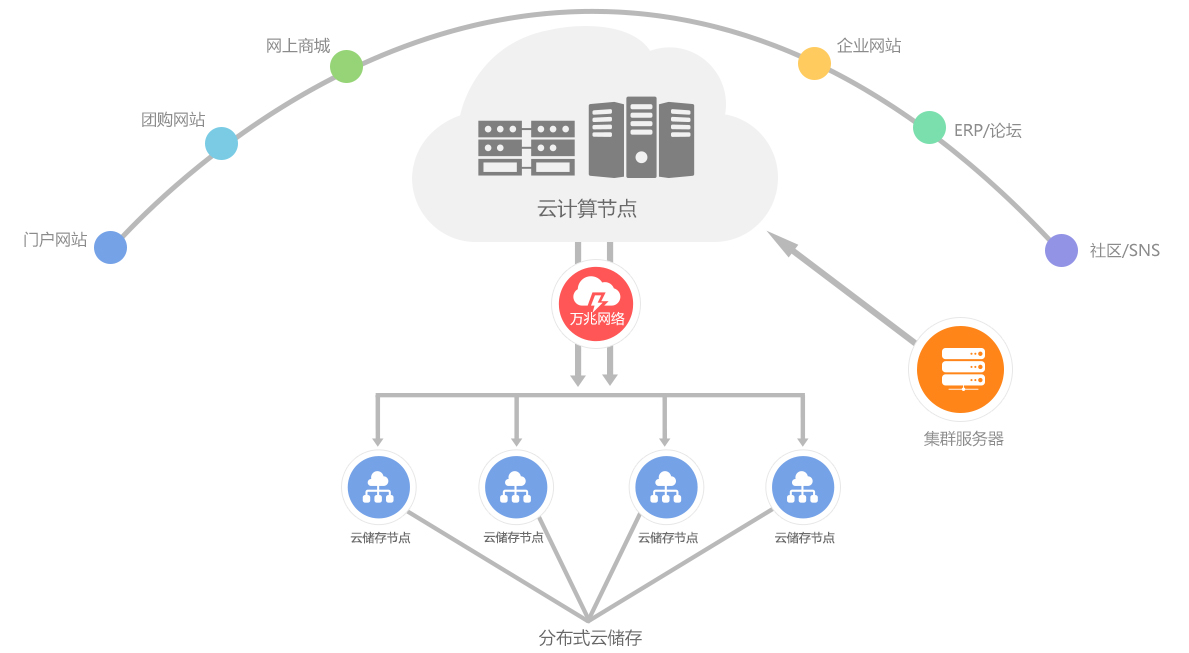 网上商城
企业网站
团购网站
ERP/论坛
云计算节点
门户网站
社区/SNS
万兆网络
集群服务器
云储存节点
云储存节点
云储存节点
云储存节点
分布式云储存